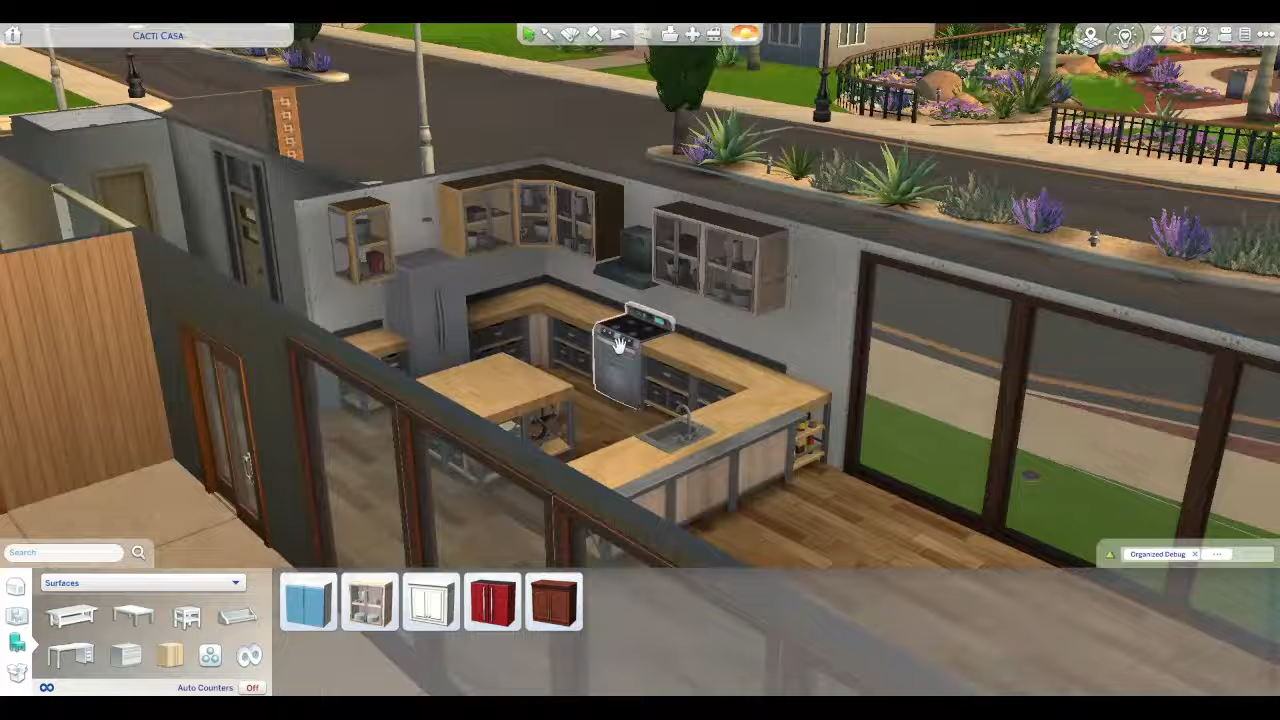 CACTI CASA
Organized Debug
Search
Surfaces
Auto Counters
Off